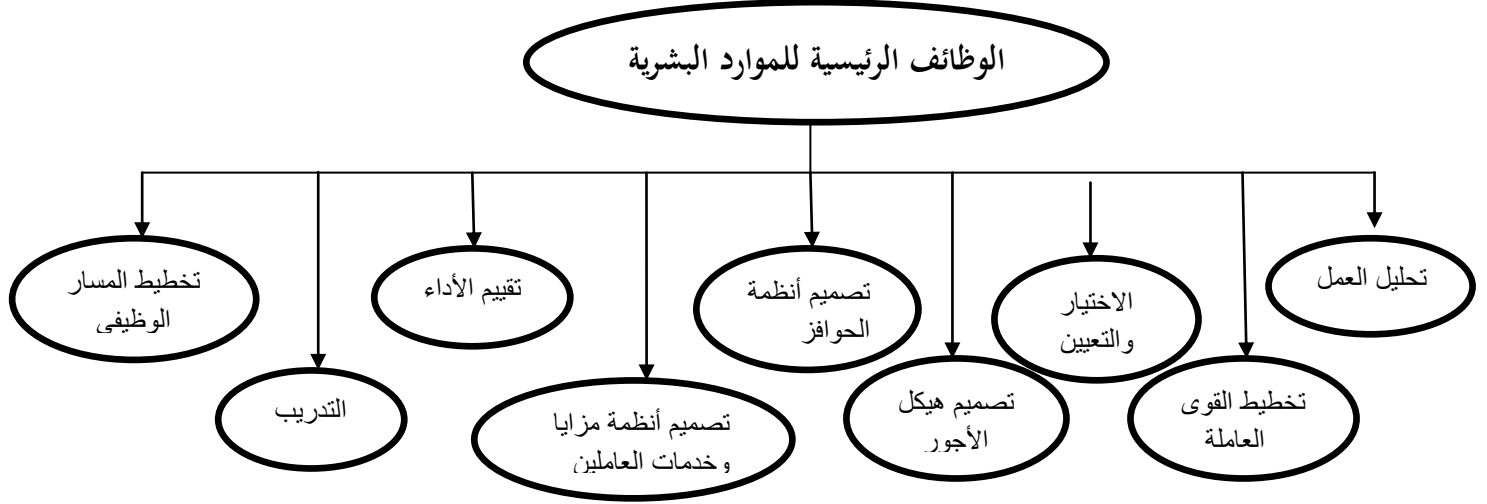 الوظائف الرئيسية للموارد البشرية
تحليل العمل
تخطيط القوى
العاملة
الاختيار
والتعيين
تصميم هيكل
الأجور
تصميم أنظمة
الحوافز
تصميم أنظمة مزايا
وخدمات العاملين
تقييم الأداء
التدريب
تخطيط المسار
الوظيفي